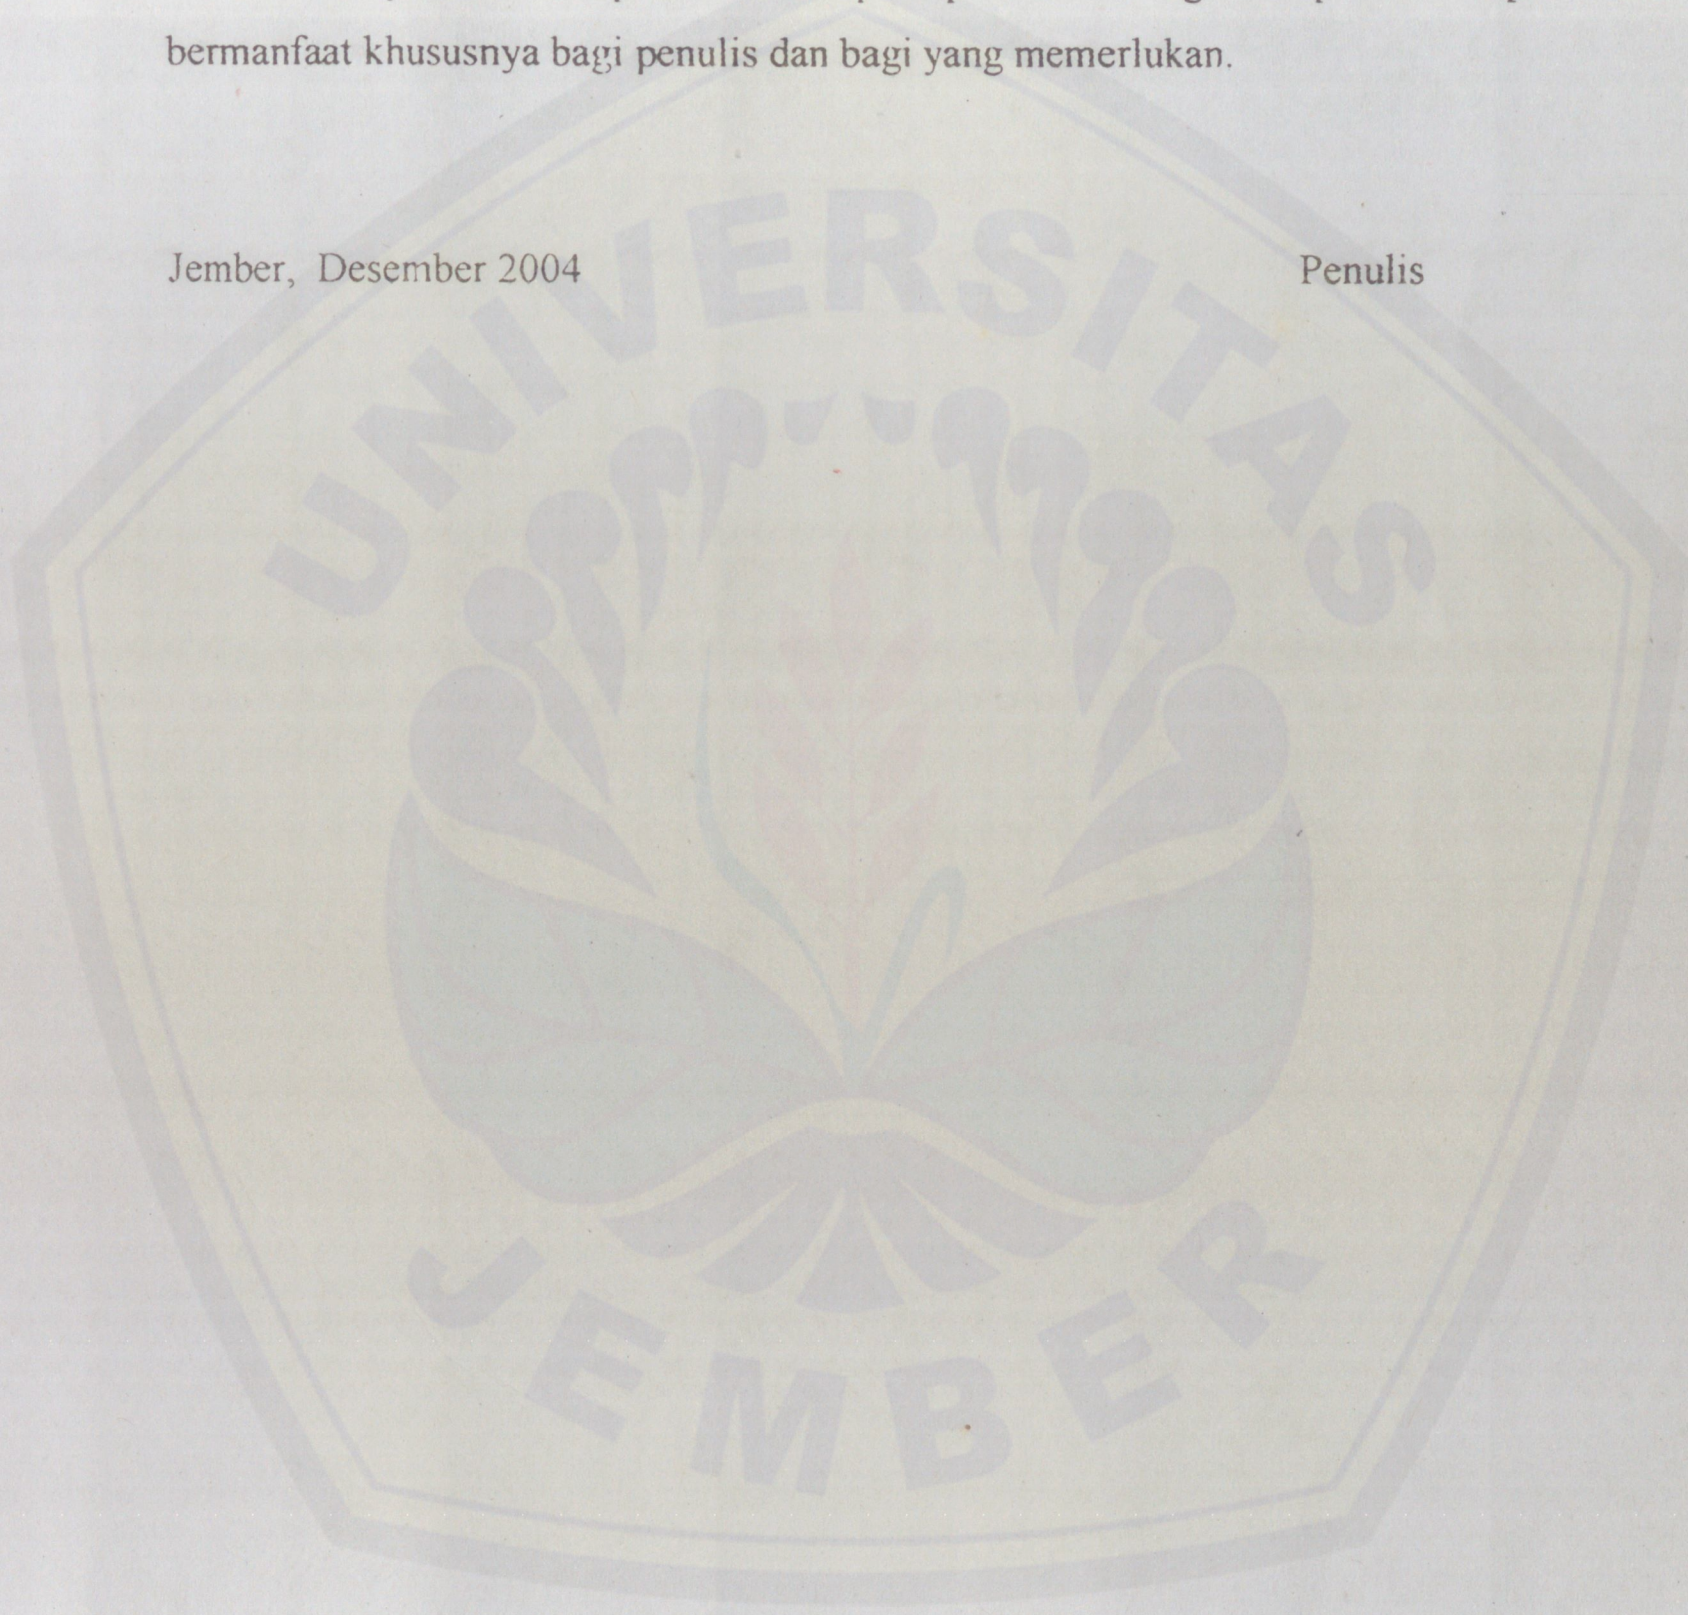 bermanfaat khususnya bagi penulis dan bagi yang memerlukan.
Jember, Desember 2004 Penulis
UNIVERSITAS
JEMBER